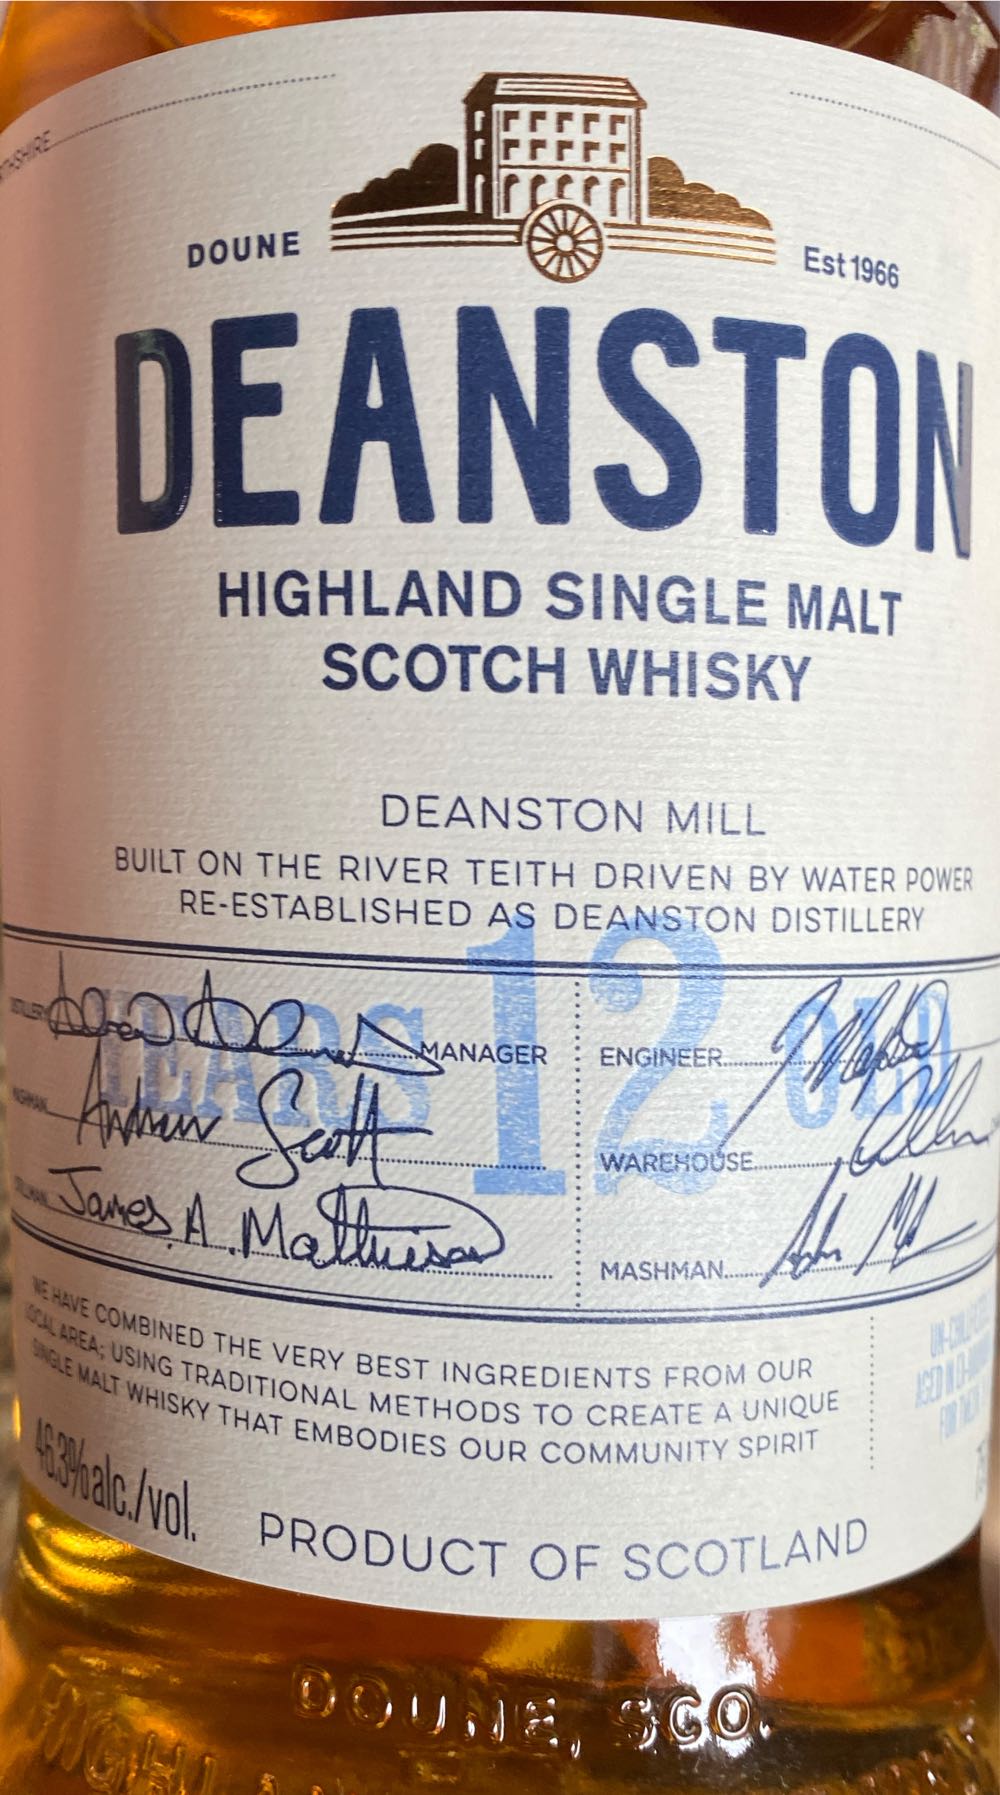 DOUNE
Est 1966
DEANSTON
HIGHLAND SINGLE MALT
SCOTCH WHISKY
DEANSTON MILL
BUILT ON THE RIVER TEITH DRIVEN BY WATER POWER
RE-ESTABLISHED AS DEANSTON DISTILLERY
YEARS 12 OLD
DISTILLERY MANAGER
Andrew Scott
STILLMAN James A. Mathieson
ENGINEER
WAREHOUSE
MASHMAN
WE HAVE COMBINED THE VERY BEST INGREDIENTS FROM OUR
LOCAL AREA; USING TRADITIONAL METHODS TO CREATE A UNIQUE
SINGLE MALT WHISKY THAT EMBODIES OUR COMMUNITY SPIRIT
46.3% alc./vol.
PRODUCT OF SCOTLAND
DOUNE, SCO.